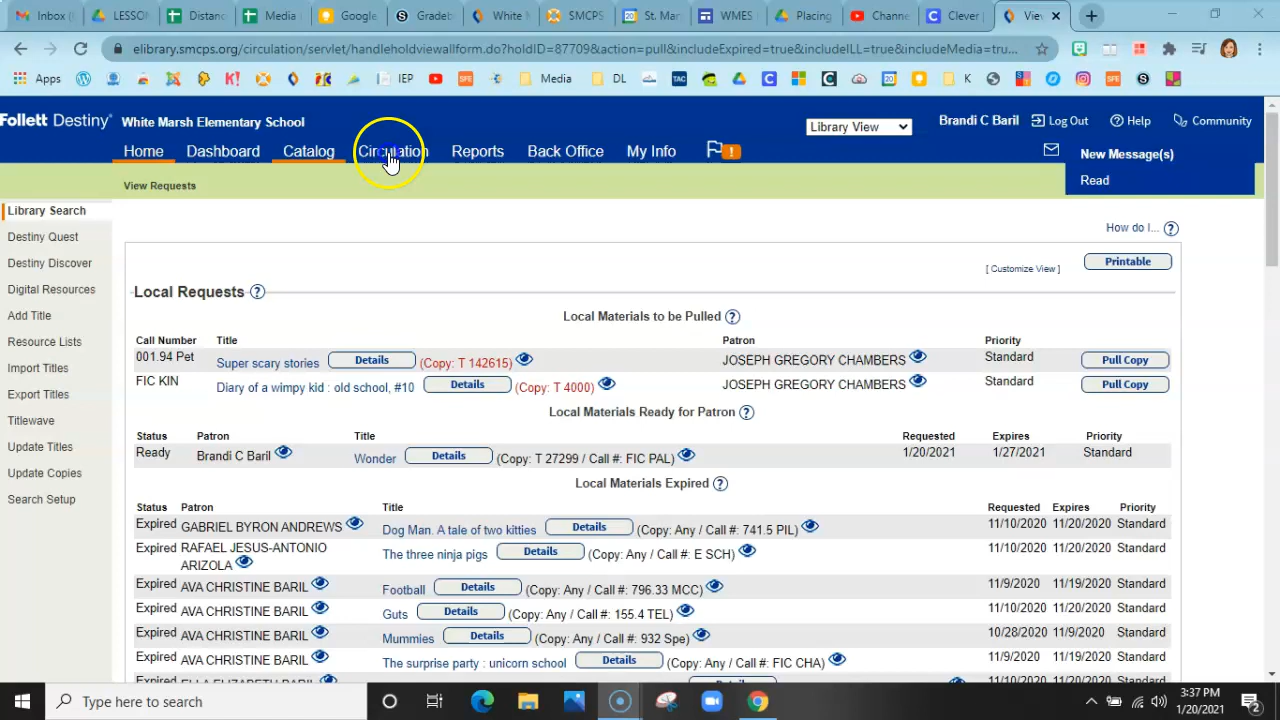 Inbox (
LESSON
Distanc
Media
Google
Gradeb
White M
SMCPS
St. Mar
WMES
Placing
Channe
Clever
Viev
elibrary.smcps.org/circulation/servlet/handleholdviewallform.do?holdID=87709&action=pull&includeExpired=true&includeILL=true&includeMedia=tru...
Apps
IEP
Media
DL
K
Follett Destiny
White Marsh Elementary School
Library View
Brandi C Baril
Log Out
Help
Community
Home
Dashboard
Catalog
Circulation
Reports
Back Office
My Info
New Message(s)
Read
View Requests
Library Search
Destiny Quest
Destiny Discover
Digital Resources
Add Title
Resource Lists
Import Titles
Export Titles
Titlewave
Update Titles
Update Copies
Search Setup
How do I... ?
[ Customize View ]
Printable
Local Requests ?
Local Materials to be Pulled ?
Call Number Title Patron Priority
001.94 Pet Super scary stories Details (Copy: T 142615) JOSEPH GREGORY CHAMBERS Standard Pull Copy
FIC KIN Diary of a wimpy kid : old school, #10 Details (Copy: T 4000) JOSEPH GREGORY CHAMBERS Standard Pull Copy
Local Materials Ready for Patron ?
Status Patron Title Requested Expires Priority
Ready Brandi C Baril Wonder Details (Copy: T 27299 / Call #: FIC PAL) 1/20/2021 1/27/2021 Standard
Local Materials Expired ?
Status Patron Title Requested Expires Priority
Expired GABRIEL BYRON ANDREWS Dog Man. A tale of two kitties Details (Copy: Any / Call #: 741.5 PIL) 11/10/2020 11/20/2020 Standard
Expired RAFAEL JESUS-ANTONIO The three ninja pigs Details (Copy: Any / Call #: E SCH) 11/10/2020 11/20/2020 Standard
ARIZOLA
Expired AVA CHRISTINE BARIL Football Details (Copy: Any / Call #: 796.33 MCC) 11/9/2020 11/19/2020 Standard
Expired AVA CHRISTINE BARIL Guts Details (Copy: Any / Call #: 155.4 TEL) 11/10/2020 11/20/2020 Standard
Expired AVA CHRISTINE BARIL Mummies Details (Copy: Any / Call #: 932 Spe) 10/28/2020 11/9/2020 Standard
Expired AVA CHRISTINE BARIL The surprise party : unicorn school Details (Copy: Any / Call #: FIC CHA) 11/9/2020 11/19/2020 Standard
Type here to search
3:37 PM
1/20/2021
2